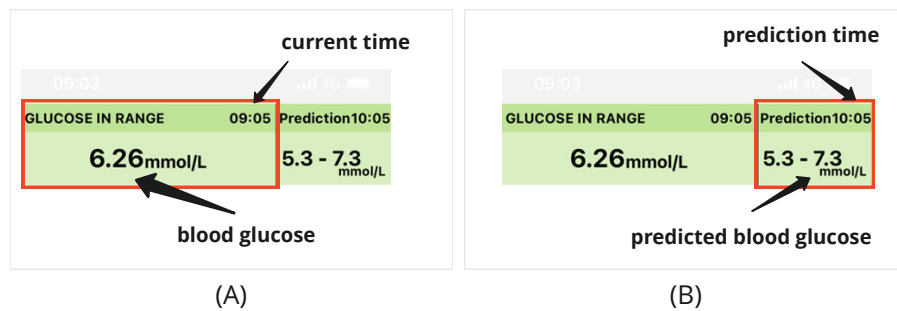 current time
09:03 4G
GLUCOSE IN RANGE 09:05 Prediction10:05
6.26mmol/L 5.3 - 7.3
mmol/L
blood glucose
(A)
prediction time
09:03 4G
GLUCOSE IN RANGE 09:05 Prediction10:05
6.26mmol/L 5.3 - 7.3
mmol/L
predicted blood glucose
(B)